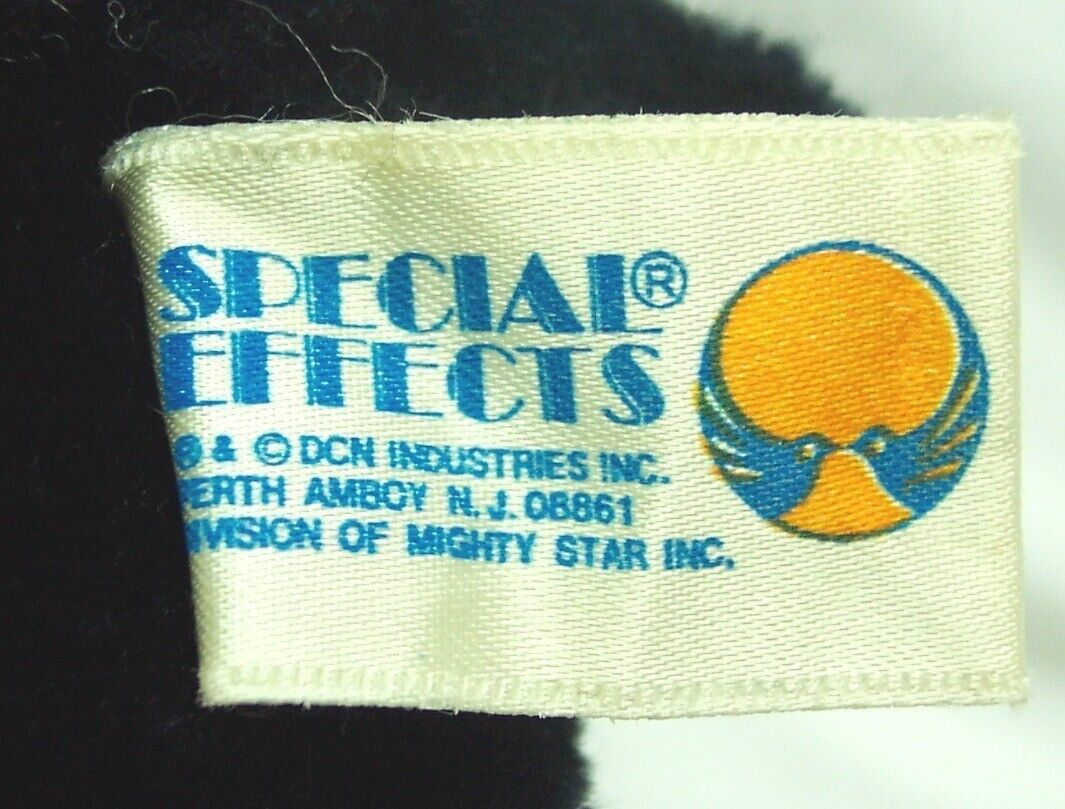 SPECIAL®
EFFECTS
& © DCN INDUSTRIES INC.
PERTH AMBOY N.J. 08861
DIVISION OF MIGHTY STAR INC.